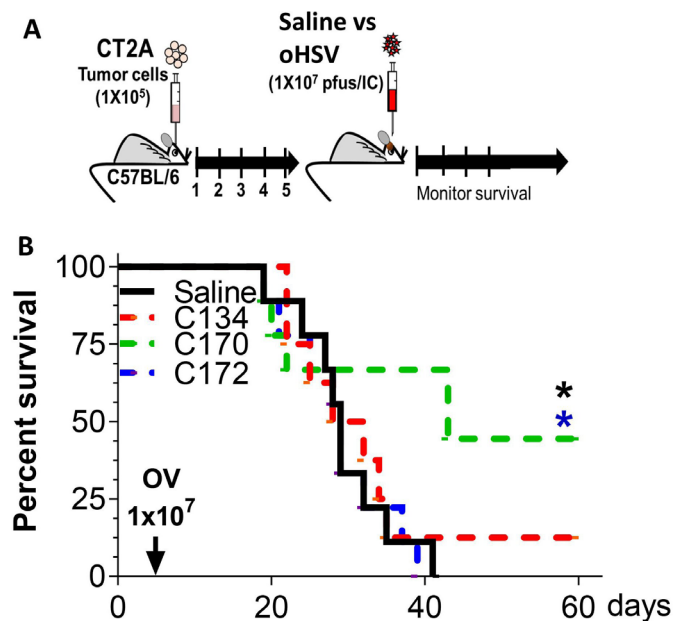 A
CT2A
Tumor cells
(1X10⁵)
Saline vs
oHSV
(1X10⁷ pfus/IC)
C57BL/6
1 2 3 4 5
Monitor survival
B
Percent survival
100
75
50
25
0
Saline
C134
C170
C172
OV
1x10⁷
*
*
0 20 40 60 days